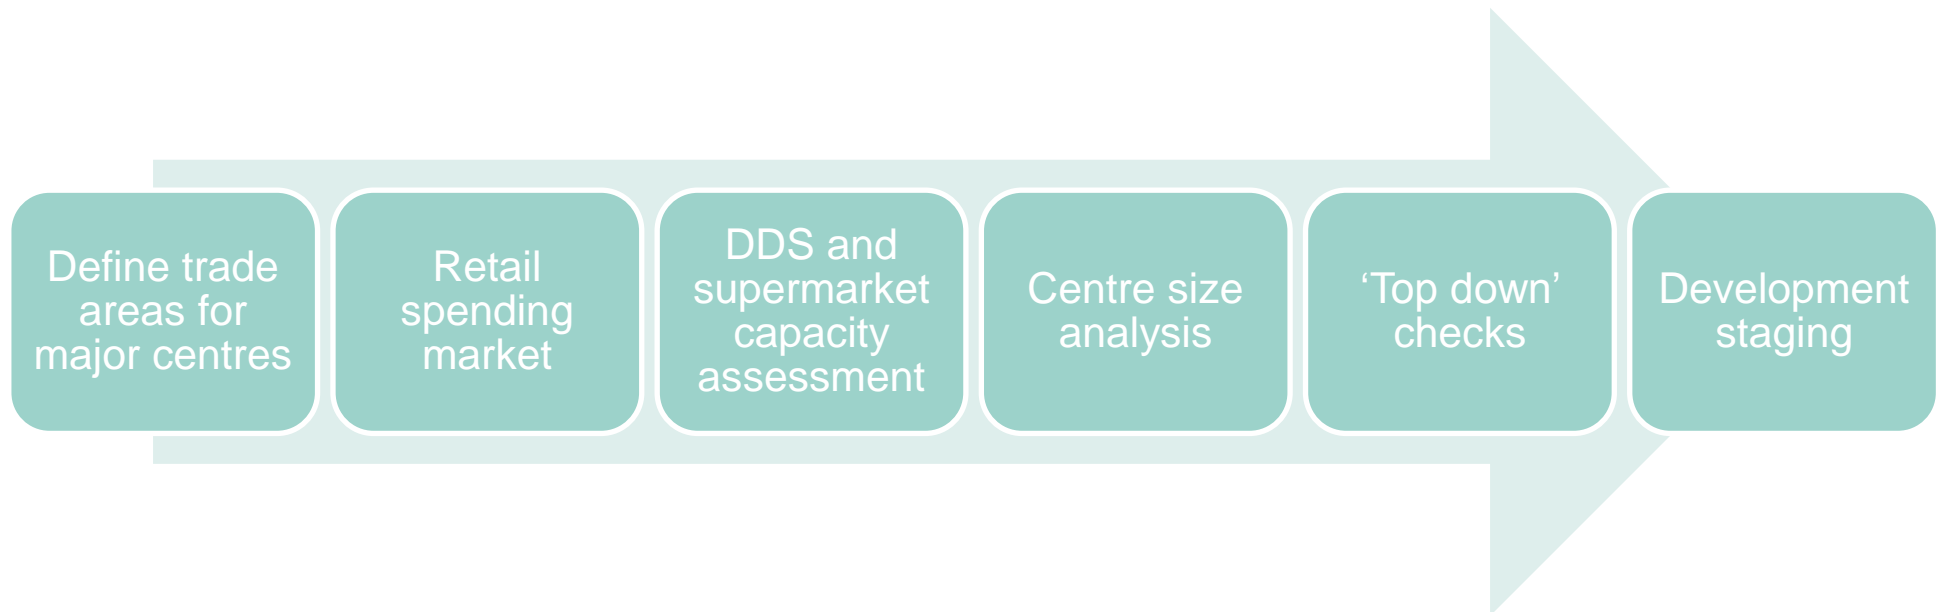 Define trade
areas for
major centres
Retail
spending
market
DDS and
supermarket
capacity
assessment
Centre size
analysis
‘Top down’
checks
Development
staging